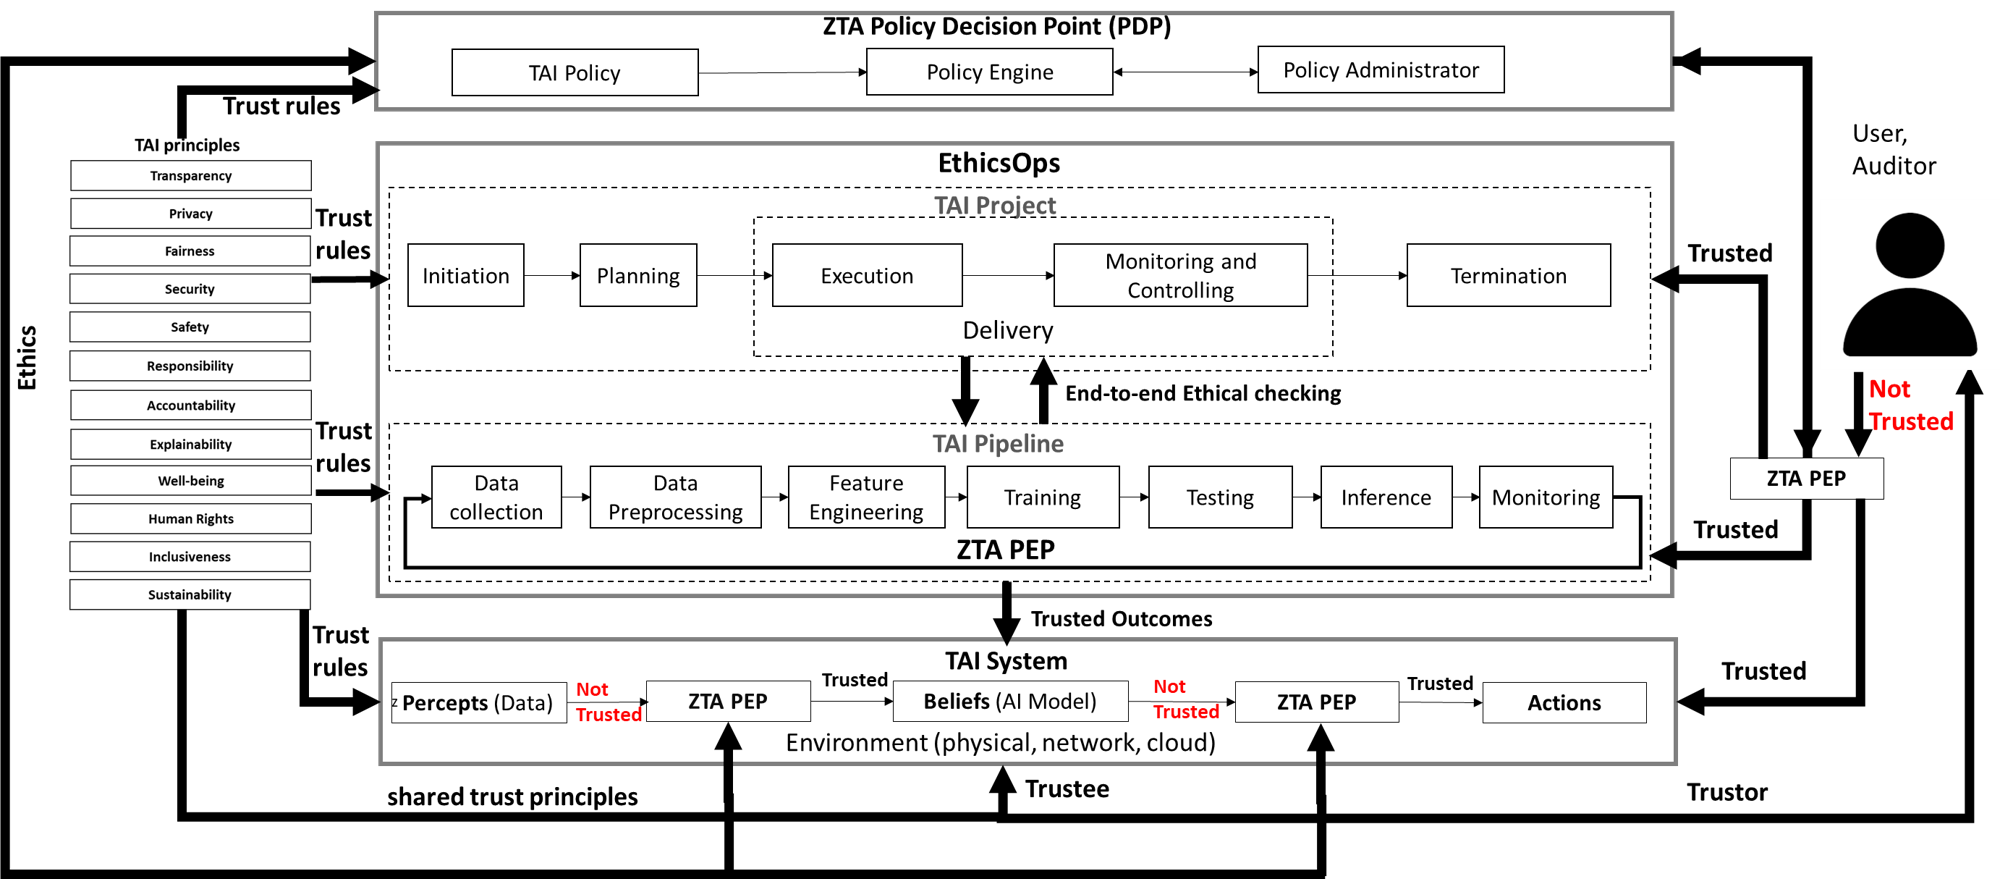 ZTA Policy Decision Point (PDP)
TAI Policy
Policy Engine
Policy Administrator
Trust rules
TAI principles
Transparency
Privacy
Fairness
Security
Safety
Responsibility
Accountability
Explainability
Well-being
Human Rights
Inclusiveness
Sustainability
Ethics
Trust
rules
Trust
rules
Trust
rules
EthicsOps
TAI Project
Initiation
Planning
Execution
Monitoring and
Controlling
Termination
Delivery
End-to-end Ethical checking
TAI Pipeline
Data
collection
Data
Preprocessing
Feature
Engineering
Training
Testing
Inference
Monitoring
ZTA PEP
Trusted Outcomes
TAI System
z
Percepts (Data)
Not
Trusted
ZTA PEP
Trusted
Beliefs (AI Model)
Not
Trusted
ZTA PEP
Trusted
Actions
Environment (physical, network, cloud)
shared trust principles
Trustee
Trustor
User,
Auditor
Not
Trusted
ZTA PEP
Trusted
Trusted
Trusted